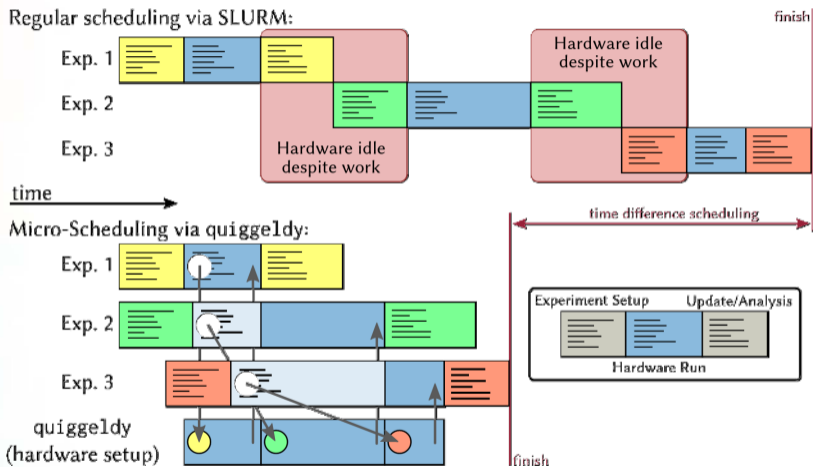 Regular scheduling via SLURM:
finish
Exp. 1
Hardware idle
despite work
Exp. 2
Hardware idle
despite work
Exp. 3
time
time difference scheduling
Micro-Scheduling via quiggeldy:
Exp. 1
Experiment Setup
Update/Analysis
Exp. 2
Hardware Run
Exp. 3
quiggeldy
(hardware setup)
finish